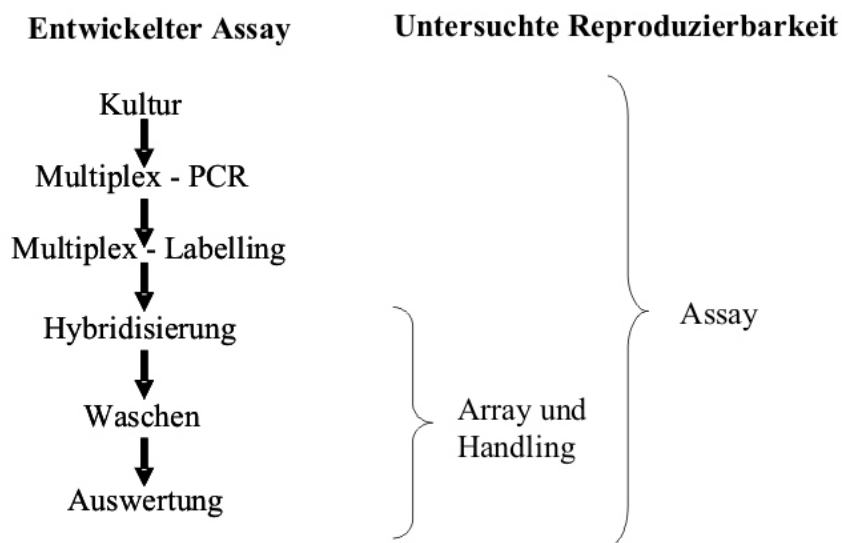 Entwickelter Assay
Untersuchte Reproduzierbarkeit
Kultur
Multiplex - PCR
Multiplex - Labelling
Hybridisierung
Waschen
Auswertung
Array und
Handling
Assay